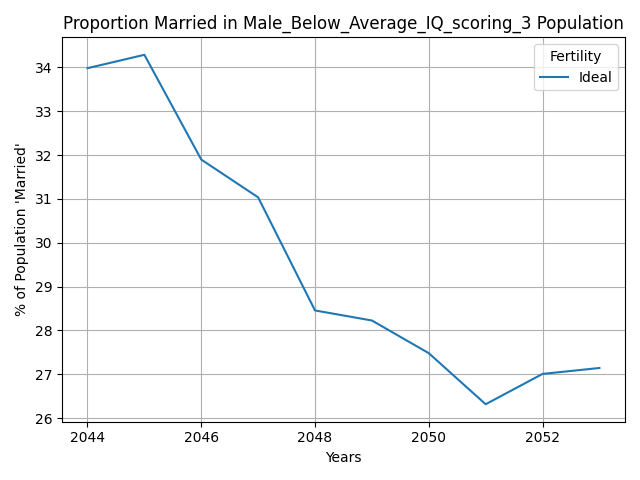 Proportion Married in Male_Below_Average_IQ_scoring_3 Population
Fertility
Ideal
% of Population 'Married'
34
33
32
31
30
29
28
27
26
2044
2046
2048
2050
2052
Years